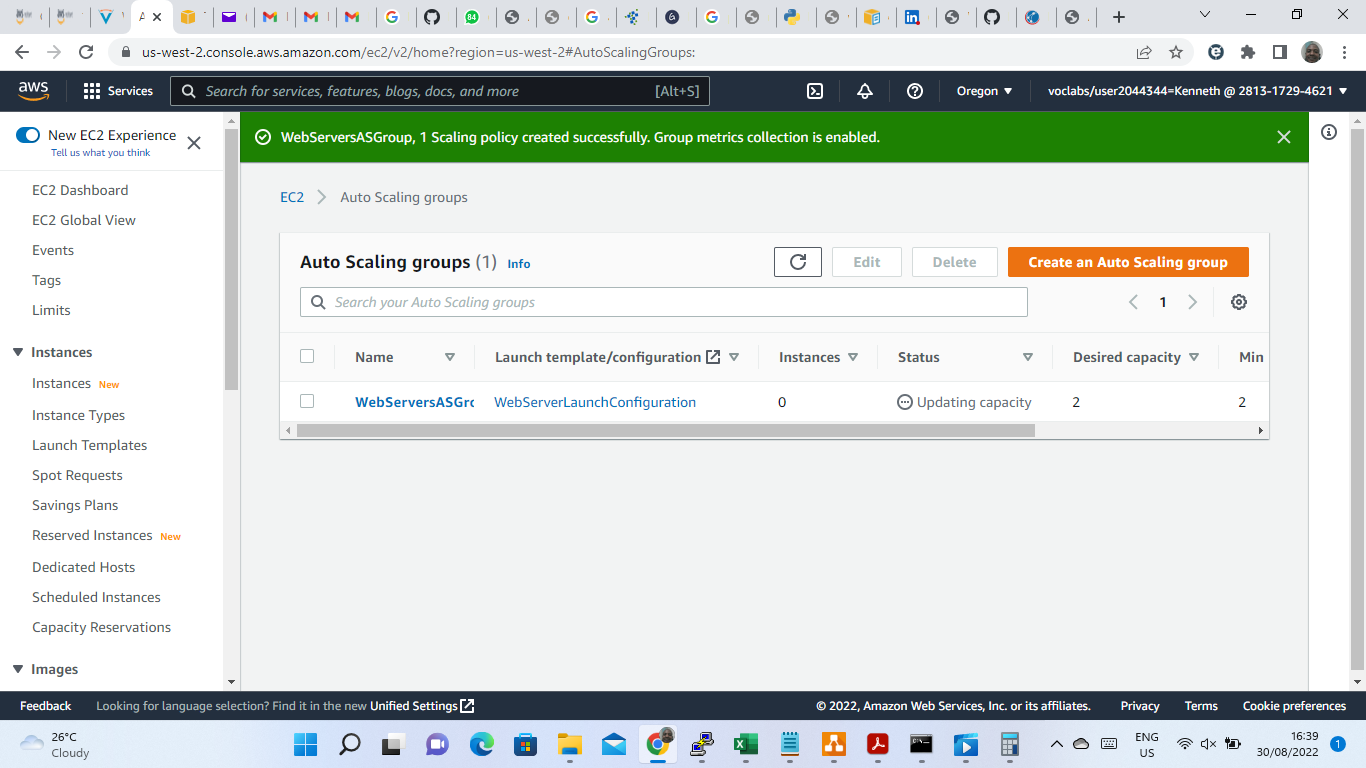 us-west-2.console.aws.amazon.com/ec2/v2/home?region=us-west-2#AutoScalingGroups:
aws
Services
Search for services, features, blogs, docs, and more
[Alt+S]
Oregon
voclabs/user2044344=Kenneth @ 2813-1729-4621
New EC2 Experience
Tell us what you think
EC2 Dashboard
EC2 Global View
Events
Tags
Limits
Instances
Instances New
Instance Types
Launch Templates
Spot Requests
Savings Plans
Reserved Instances New
Dedicated Hosts
Scheduled Instances
Capacity Reservations
Images
WebServersASGroup, 1 Scaling policy created successfully. Group metrics collection is enabled.
EC2
Auto Scaling groups
Auto Scaling groups (1) Info
Edit
Delete
Create an Auto Scaling group
Search your Auto Scaling groups
1
Name
Launch template/configuration
Instances
Status
Desired capacity
Min
WebServersASGro
WebServerLaunchConfiguration
0
Updating capacity
2
2
Feedback
Looking for language selection? Find it in the new Unified Settings
© 2022, Amazon Web Services, Inc. or its affiliates.
Privacy
Terms
Cookie preferences
26°C
Cloudy
ENG
US
16:39
30/08/2022
1